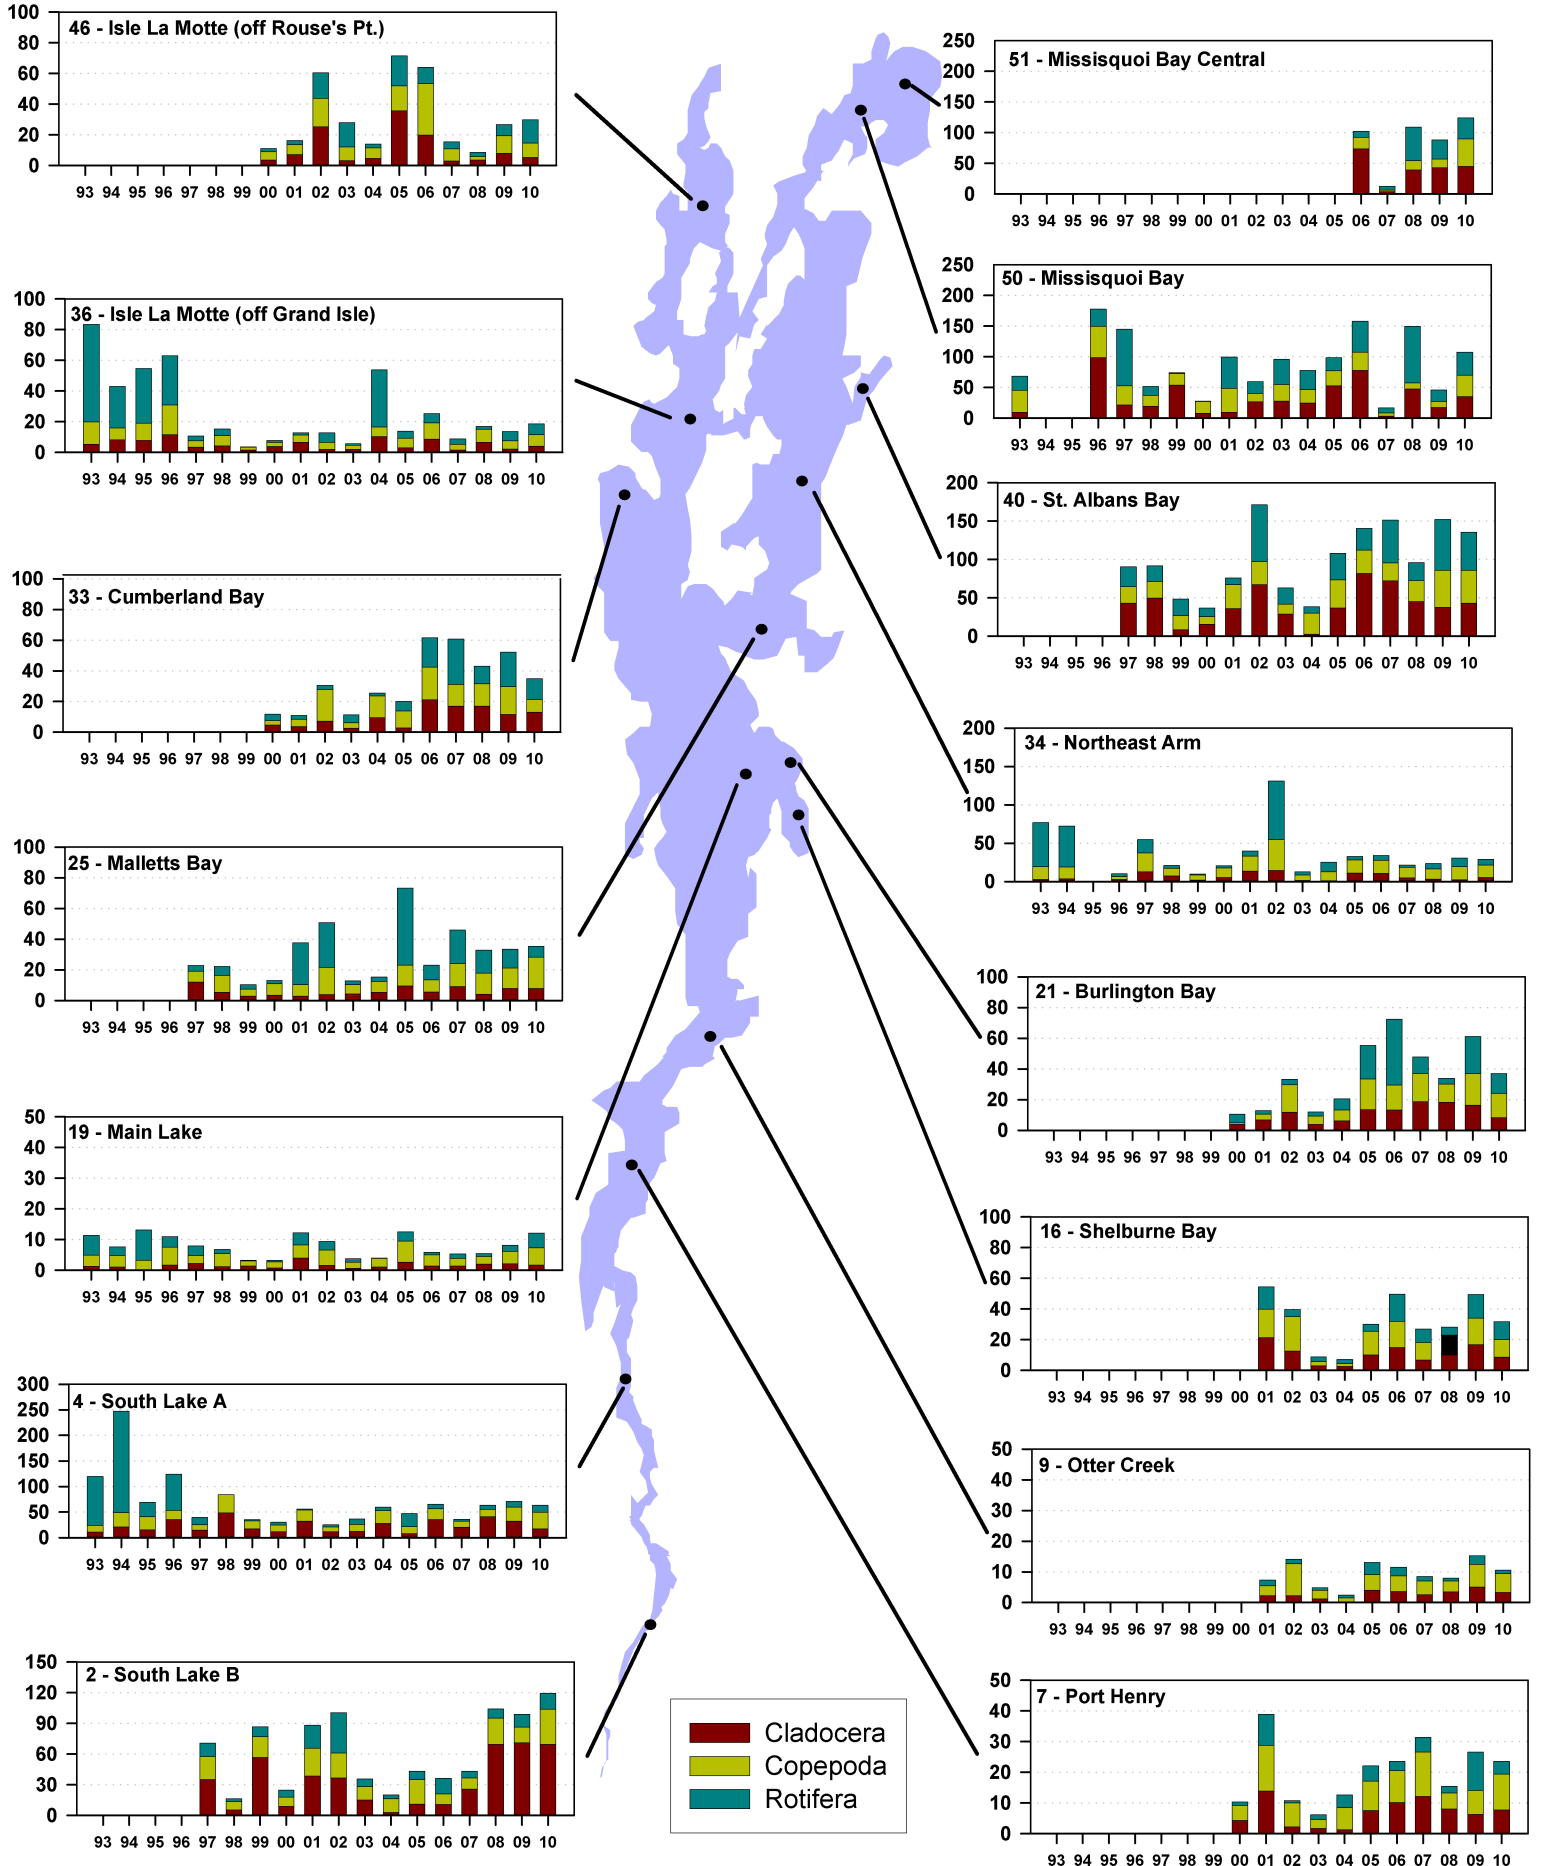 46 - Isle La Motte (off Rouse's Pt.)
100
80
60
40
20
0
93 94 95 96 97 98 99 00 01 02 03 04 05 06 07 08 09 10
36 - Isle La Motte (off Grand Isle)
100
80
60
40
20
0
93 94 95 96 97 98 99 00 01 02 03 04 05 06 07 08 09 10
33 - Cumberland Bay
100
80
60
40
20
0
93 94 95 96 97 98 99 00 01 02 03 04 05 06 07 08 09 10
25 - Malletts Bay
100
80
60
40
20
0
93 94 95 96 97 98 99 00 01 02 03 04 05 06 07 08 09 10
19 - Main Lake
50
40
30
20
10
0
93 94 95 96 97 98 99 00 01 02 03 04 05 06 07 08 09 10
4 - South Lake A
300
250
200
150
100
50
0
93 94 95 96 97 98 99 00 01 02 03 04 05 06 07 08 09 10
2 - South Lake B
150
120
90
60
30
0
93 94 95 96 97 98 99 00 01 02 03 04 05 06 07 08 09 10
51 - Missisquoi Bay Central
250
200
150
100
50
0
93 94 95 96 97 98 99 00 01 02 03 04 05 06 07 08 09 10
50 - Missisquoi Bay
250
200
150
100
50
0
93 94 95 96 97 98 99 00 01 02 03 04 05 06 07 08 09 10
40 - St. Albans Bay
200
150
100
50
0
93 94 95 96 97 98 99 00 01 02 03 04 05 06 07 08 09 10
34 - Northeast Arm
200
150
100
50
0
93 94 95 96 97 98 99 00 01 02 03 04 05 06 07 08 09 10
21 - Burlington Bay
100
80
60
40
20
0
93 94 95 96 97 98 99 00 01 02 03 04 05 06 07 08 09 10
16 - Shelburne Bay
100
80
60
40
20
0
93 94 95 96 97 98 99 00 01 02 03 04 05 06 07 08 09 10
9 - Otter Creek
50
40
30
20
10
0
93 94 95 96 97 98 99 00 01 02 03 04 05 06 07 08 09 10
7 - Port Henry
50
40
30
20
10
0
93 94 95 96 97 98 99 00 01 02 03 04 05 06 07 08 09 10
Cladocera
Copepoda
Rotifera